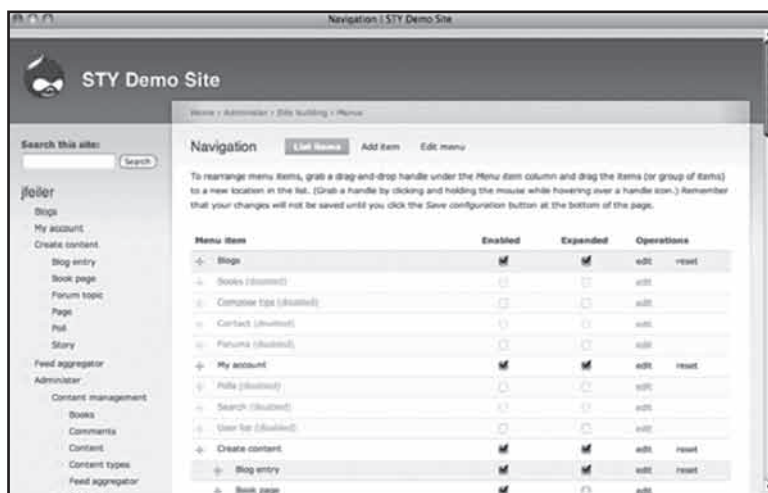 Navigation | STY Demo Site
STY Demo Site
Home » Administer » Site building » Menus
Search this site:
Search
jfeiler
Blogs
My account
Create content
Blog entry
Book page
Forum topic
Page
Poll
Story
Feed aggregator
Administer
Content management
Books
Comments
Content
Content types
Feed aggregator
Navigation List items Add item Edit menu
To rearrange menu items, grab a drag-and-drop handle under the Menu item column and drag the items (or group of items)
to a new location in the list. (Grab a handle by clicking and holding the mouse while hovering over a handle icon.) Remember
that your changes will not be saved until you click the Save configuration button at the bottom of the page.
Menu item Enabled Expanded Operations
Blogs edit reset
Books (disabled) edit
Compose tips (disabled) edit
Contact (disabled) edit
Forums (disabled) edit
My account edit reset
Polls (disabled) edit
Search (disabled) edit
User list (disabled) edit
Create content edit reset
Blog entry edit reset
Book page edit